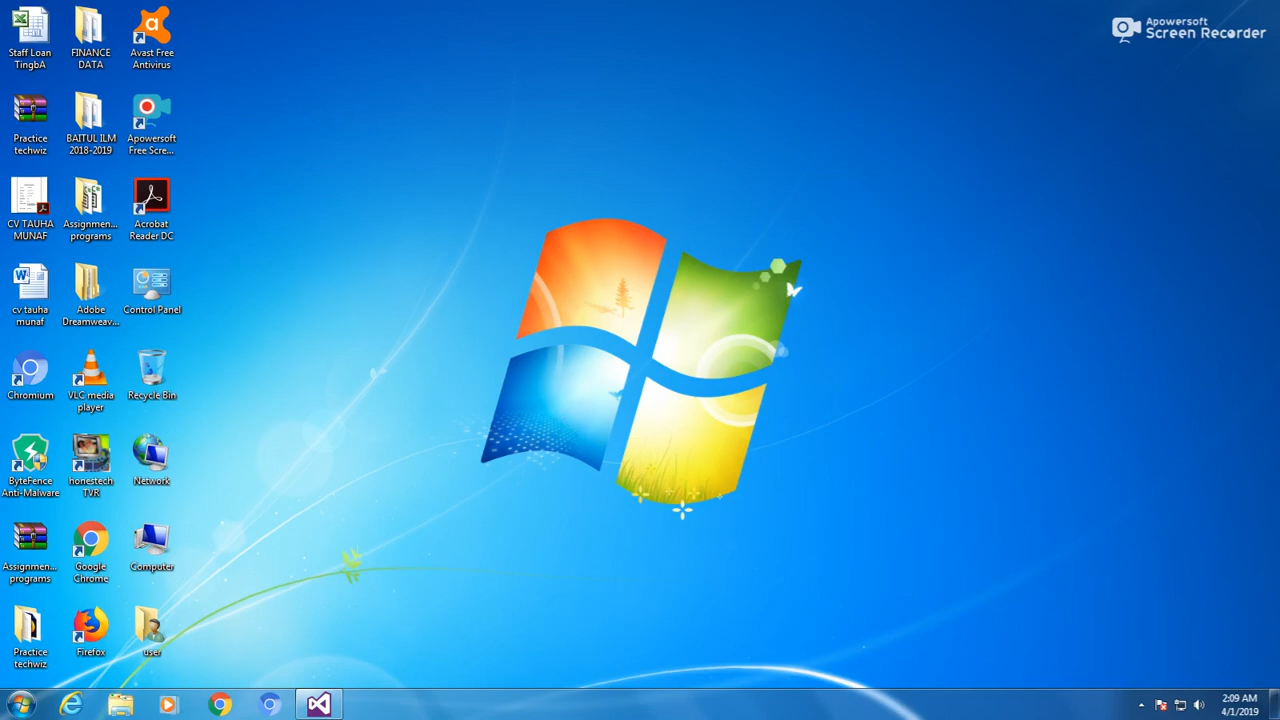 Apowersoft
Screen Recorder
Staff Loan
TingbA
FINANCE
DATA
Avast Free
Antivirus
Practice
techwiz
BAITUL ILM
2018-2019
Apowersoft
Free Scre...
CV TAUHA
MUNAF
Assignmen...
programs
Acrobat
Reader DC
cv tauha
munaf
Adobe
Dreamweav...
Control Panel
Chromium
VLC media
player
Recycle Bin
ByteFence
Anti-Malware
honestech
TVR
Network
Assignmen...
programs
Google
Chrome
Computer
Practice
techwiz
Firefox
user
2:09 AM
4/1/2019